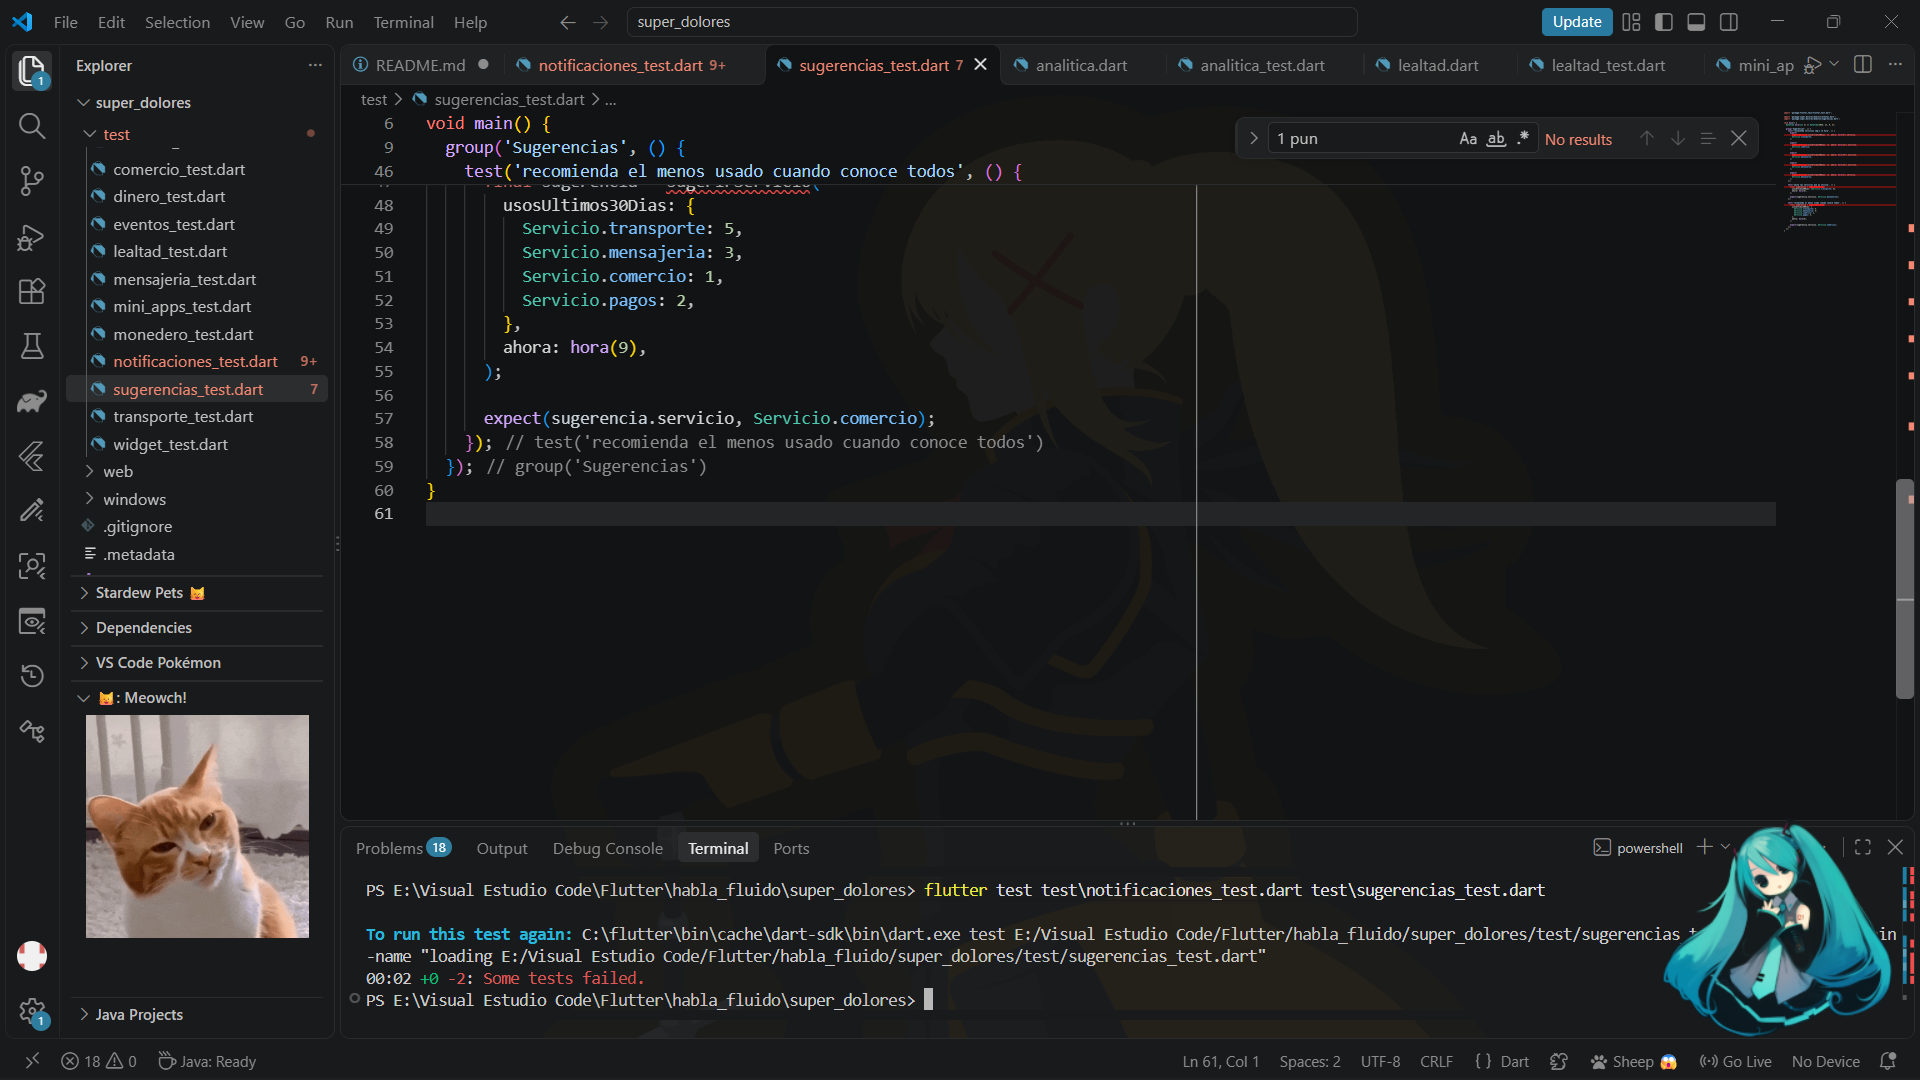 File Edit Selection View Go Run Terminal Help
super_dolores
Update
Explorer
super_dolores
test
comercio_test.dart
dinero_test.dart
eventos_test.dart
lealtad_test.dart
mensajeria_test.dart
mini_apps_test.dart
monedero_test.dart
notificaciones_test.dart 9+
sugerencias_test.dart 7
transporte_test.dart
widget_test.dart
web
windows
.gitignore
.metadata
Stardew Pets 🐱
Dependencies
VS Code Pokémon
🐱: Meowch!
Java Projects
README.md
notificaciones_test.dart 9+
sugerencias_test.dart 7
analitica.dart
analitica_test.dart
lealtad.dart
lealtad_test.dart
mini_ap
test > sugerencias_test.dart > ...
1 pun
Aa ab .*
No results
6 void main() {
9 group('Sugerencias', () {
46 test('recomienda el menos usado cuando conoce todos', () {
48 usosUltimos30Dias: {
49 Servicio.transporte: 5,
50 Servicio.mensajeria: 3,
51 Servicio.comercio: 1,
52 Servicio.pagos: 2,
53 },
54 ahora: hora(9),
55 );
56
57 expect(sugerencia.servicio, Servicio.comercio);
58 }); // test('recomienda el menos usado cuando conoce todos')
59 }); // group('Sugerencias')
60 }
61
Problems 18 Output Debug Console Terminal Ports
powershell
PS E:\Visual Estudio Code\Flutter\habla_fluido\super_dolores> flutter test test\notificaciones_test.dart test\sugerencias_test.dart
To run this test again: C:\flutter\bin\cache\dart-sdk\bin\dart.exe test E:/Visual Estudio Code/Flutter/habla_fluido/super_dolores/test/sugerencias_t
-name "loading E:/Visual Estudio Code/Flutter/habla_fluido/super_dolores/test/sugerencias_test.dart"
00:02 +0 -2: Some tests failed.
PS E:\Visual Estudio Code\Flutter\habla_fluido\super_dolores>
18 0 Java: Ready
Ln 61, Col 1 Spaces: 2 UTF-8 CRLF { } Dart Sheep 😱 Go Live No Device